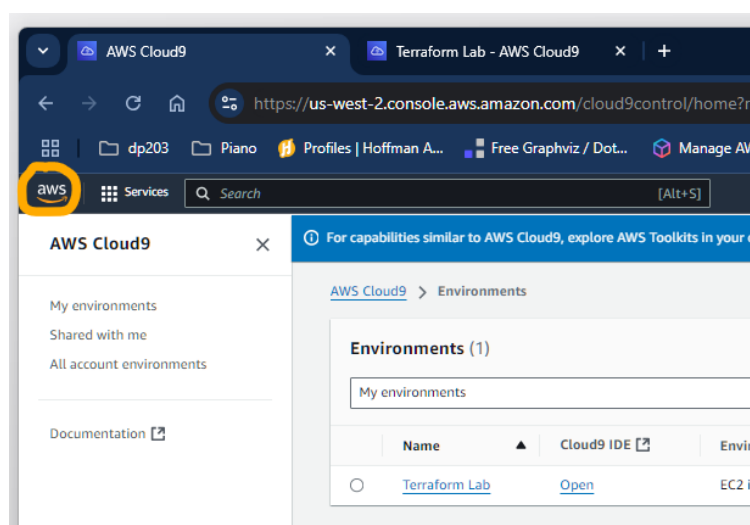 AWS Cloud9
Terraform Lab - AWS Cloud9
https://us-west-2.console.aws.amazon.com/cloud9control/home?r
dp203
Piano
Profiles | Hoffman A...
Free Graphviz / Dot...
Manage AW
aws
Services
Search
[Alt+S]
AWS Cloud9
For capabilities similar to AWS Cloud9, explore AWS Toolkits in your
My environments
Shared with me
All account environments
Documentation
AWS Cloud9 > Environments
Environments (1)
My environments
Name
Cloud9 IDE
Envi
Terraform Lab
Open
EC2 i